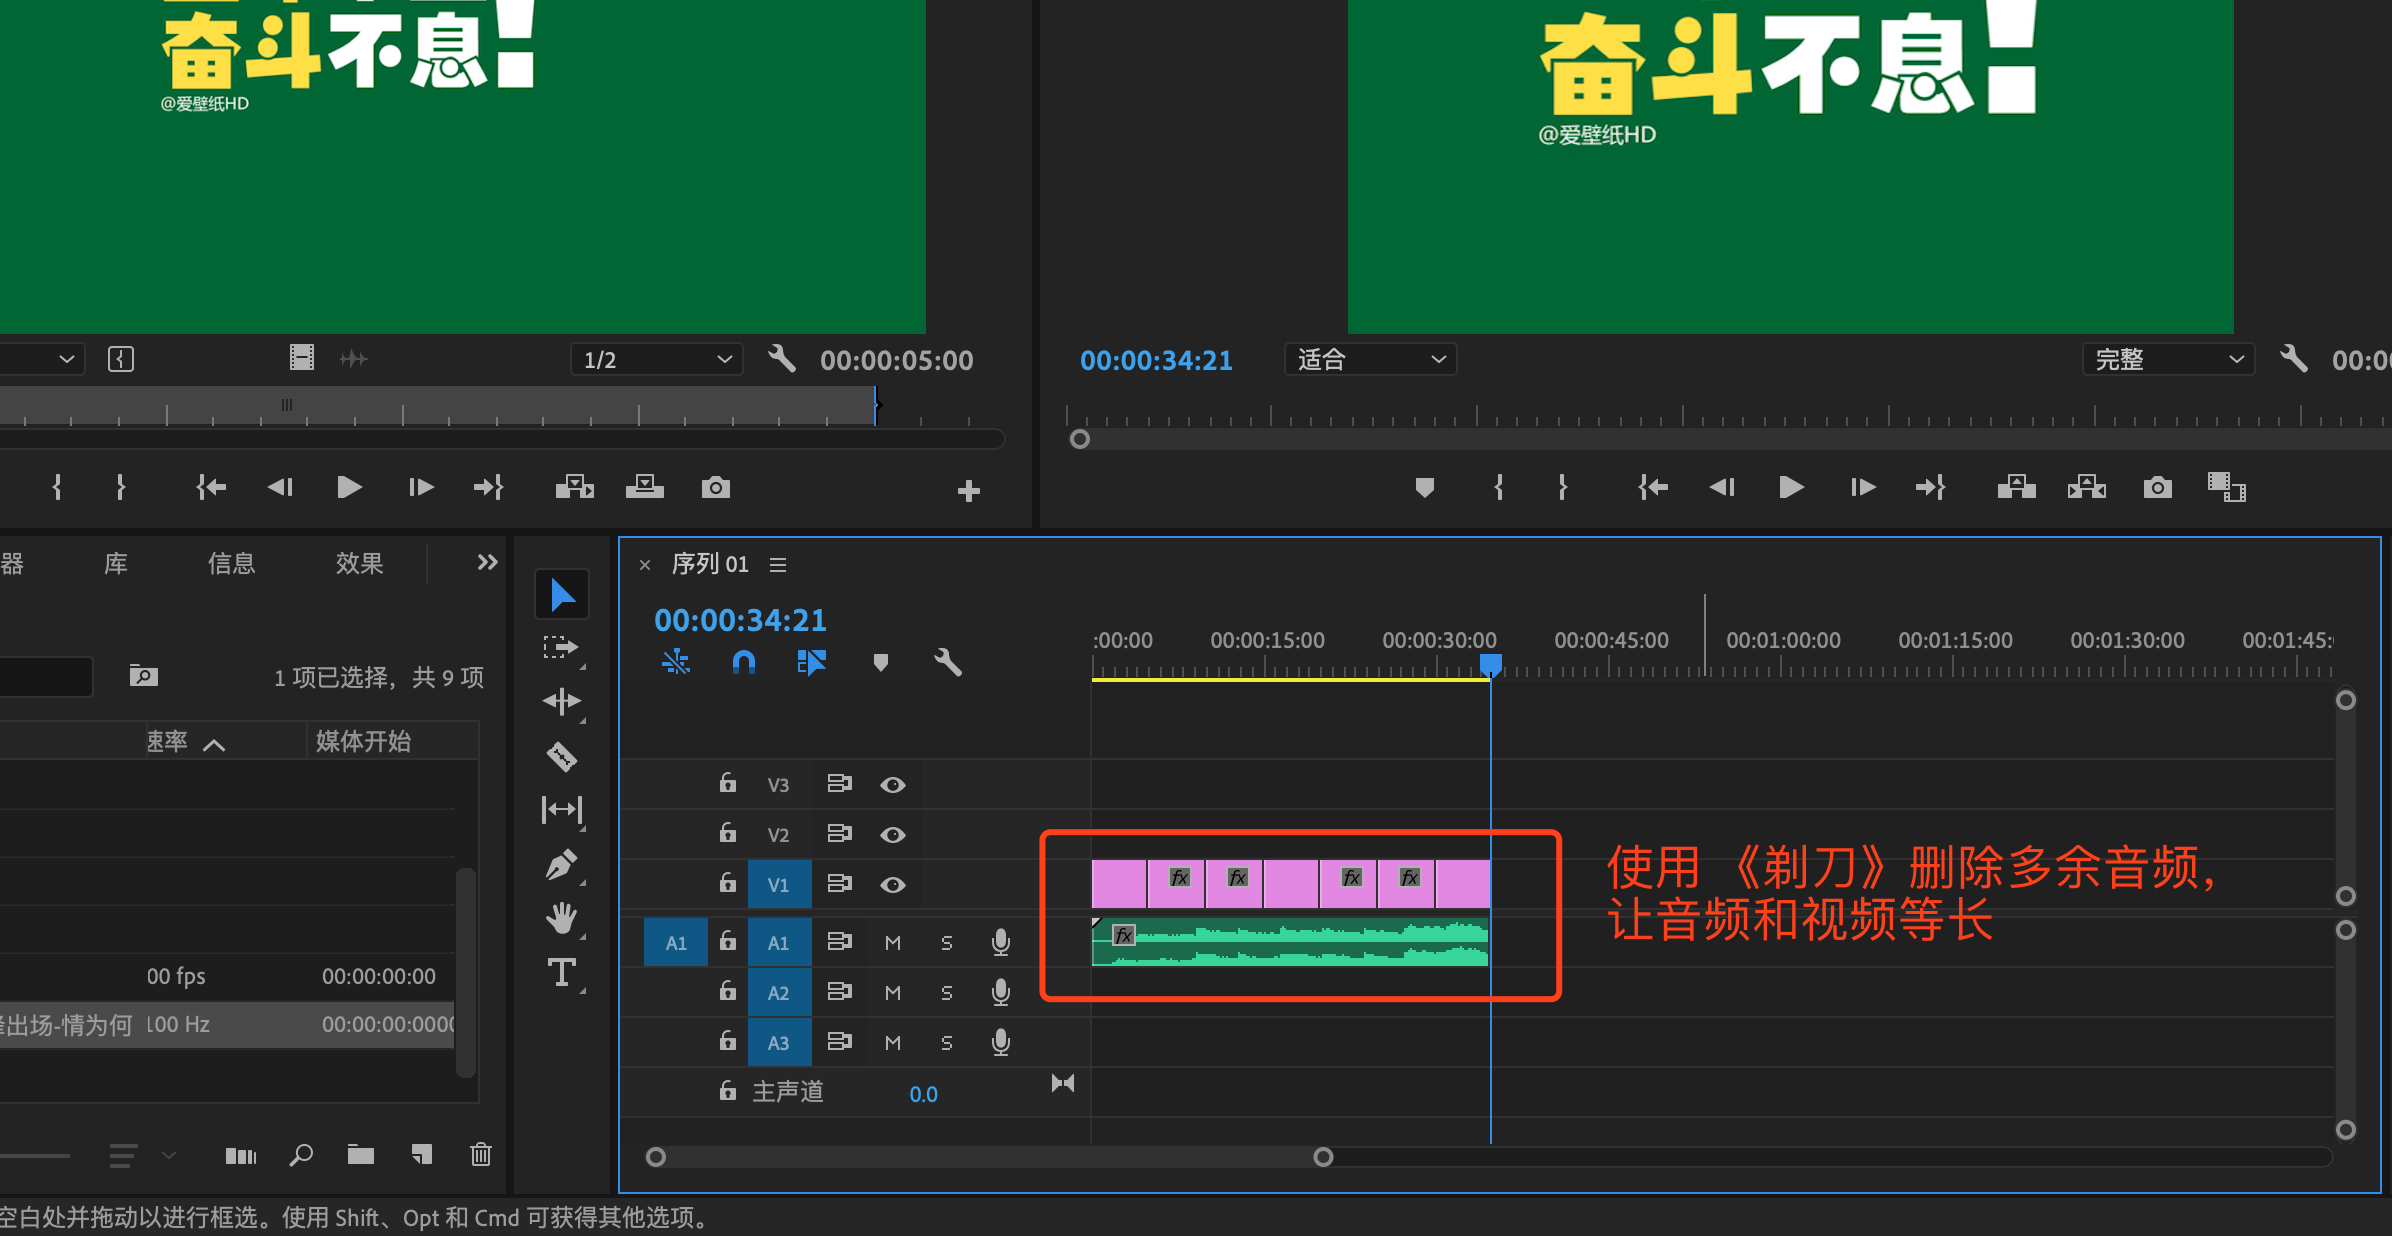 奋斗不息!
@爱壁纸HD
奋斗不息!
@爱壁纸HD
1/2
00:00:05:00
00:00:34:21
适合
完整
器
库
信息
效果
1 项已选择，共 9 项
速率
媒体开始
00 fps
00:00:00:00
出场-情为何
100 Hz
00:00:00:0000
× 序列 01
00:00:34:21
:00:00
00:00:15:00
00:00:30:00
00:00:45:00
00:01:00:00
00:01:15:00
00:01:30:00
00:01:45:
V3
V2
V1
fx
fx
fx
fx
使用 《剃刀》删除多余音频，
让音频和视频等长
A1
A1
M
S
fx
A2
M
S
A3
M
S
主声道
0.0
空白处并拖动以进行框选。使用 Shift、Opt 和 Cmd 可获得其他选项。